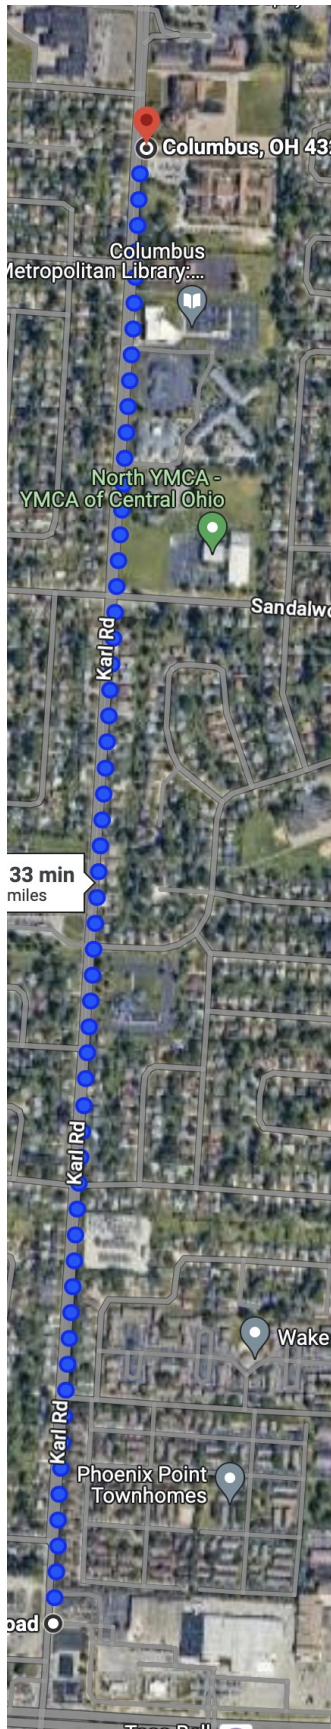 Columbus, OH 43
Columbus
Metropolitan Library:...
North YMCA -
YMCA of Central Ohio
Sandalwo
Karl Rd
33 min
miles
Karl Rd
Wake
Karl Rd
Phoenix Point
Townhomes
oad